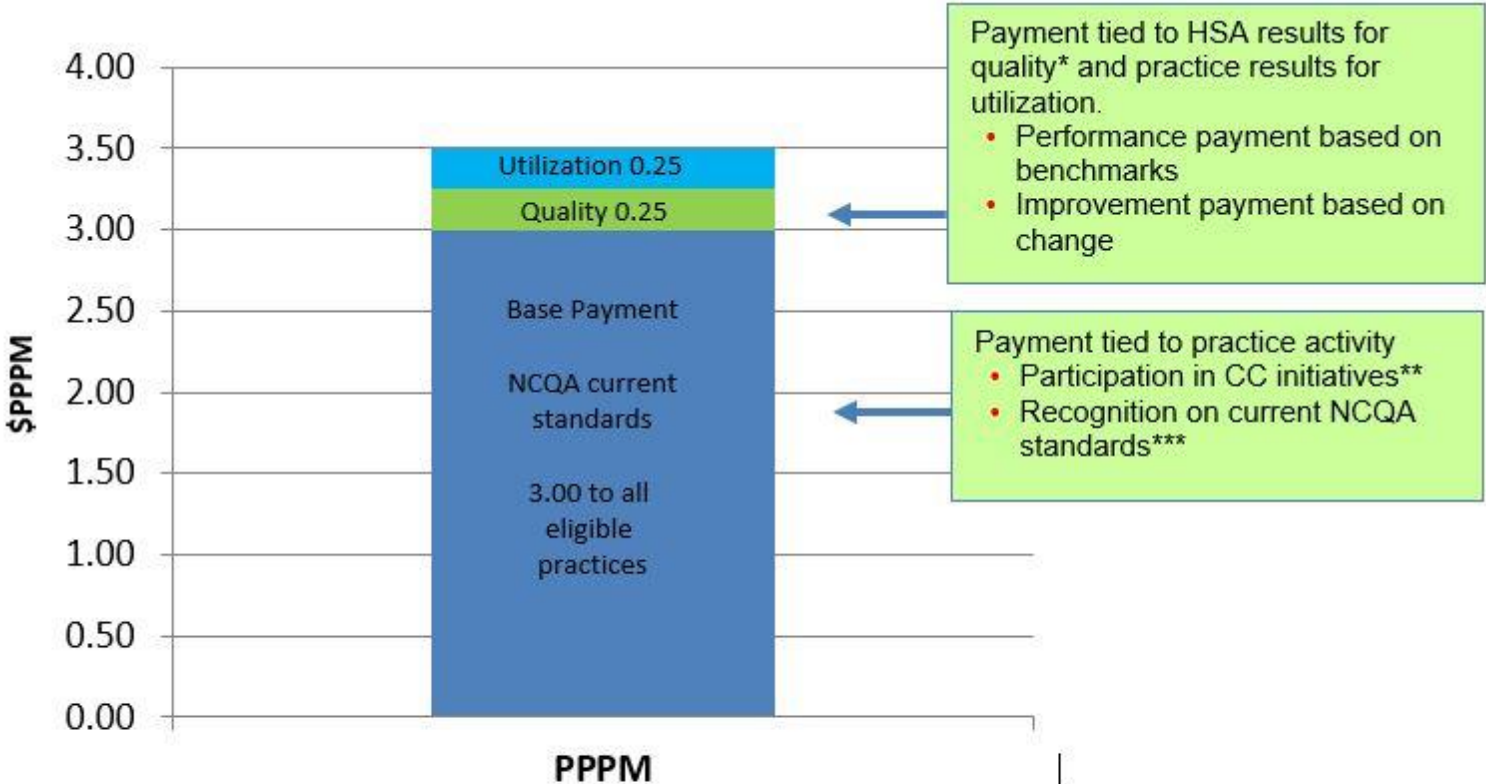 4.00
3.50
3.00
2.50
2.00
1.50
1.00
0.50
0.00
$PPPM
PPPM
Utilization 0.25
Quality 0.25
Base Payment
NCQA current
standards
3.00 to all
eligible
practices
Payment tied to HSA results for
quality* and practice results for
utilization.
• Performance payment based on
benchmarks
• Improvement payment based on
change
Payment tied to practice activity
• Participation in CC initiatives**
• Recognition on current NCQA
standards***